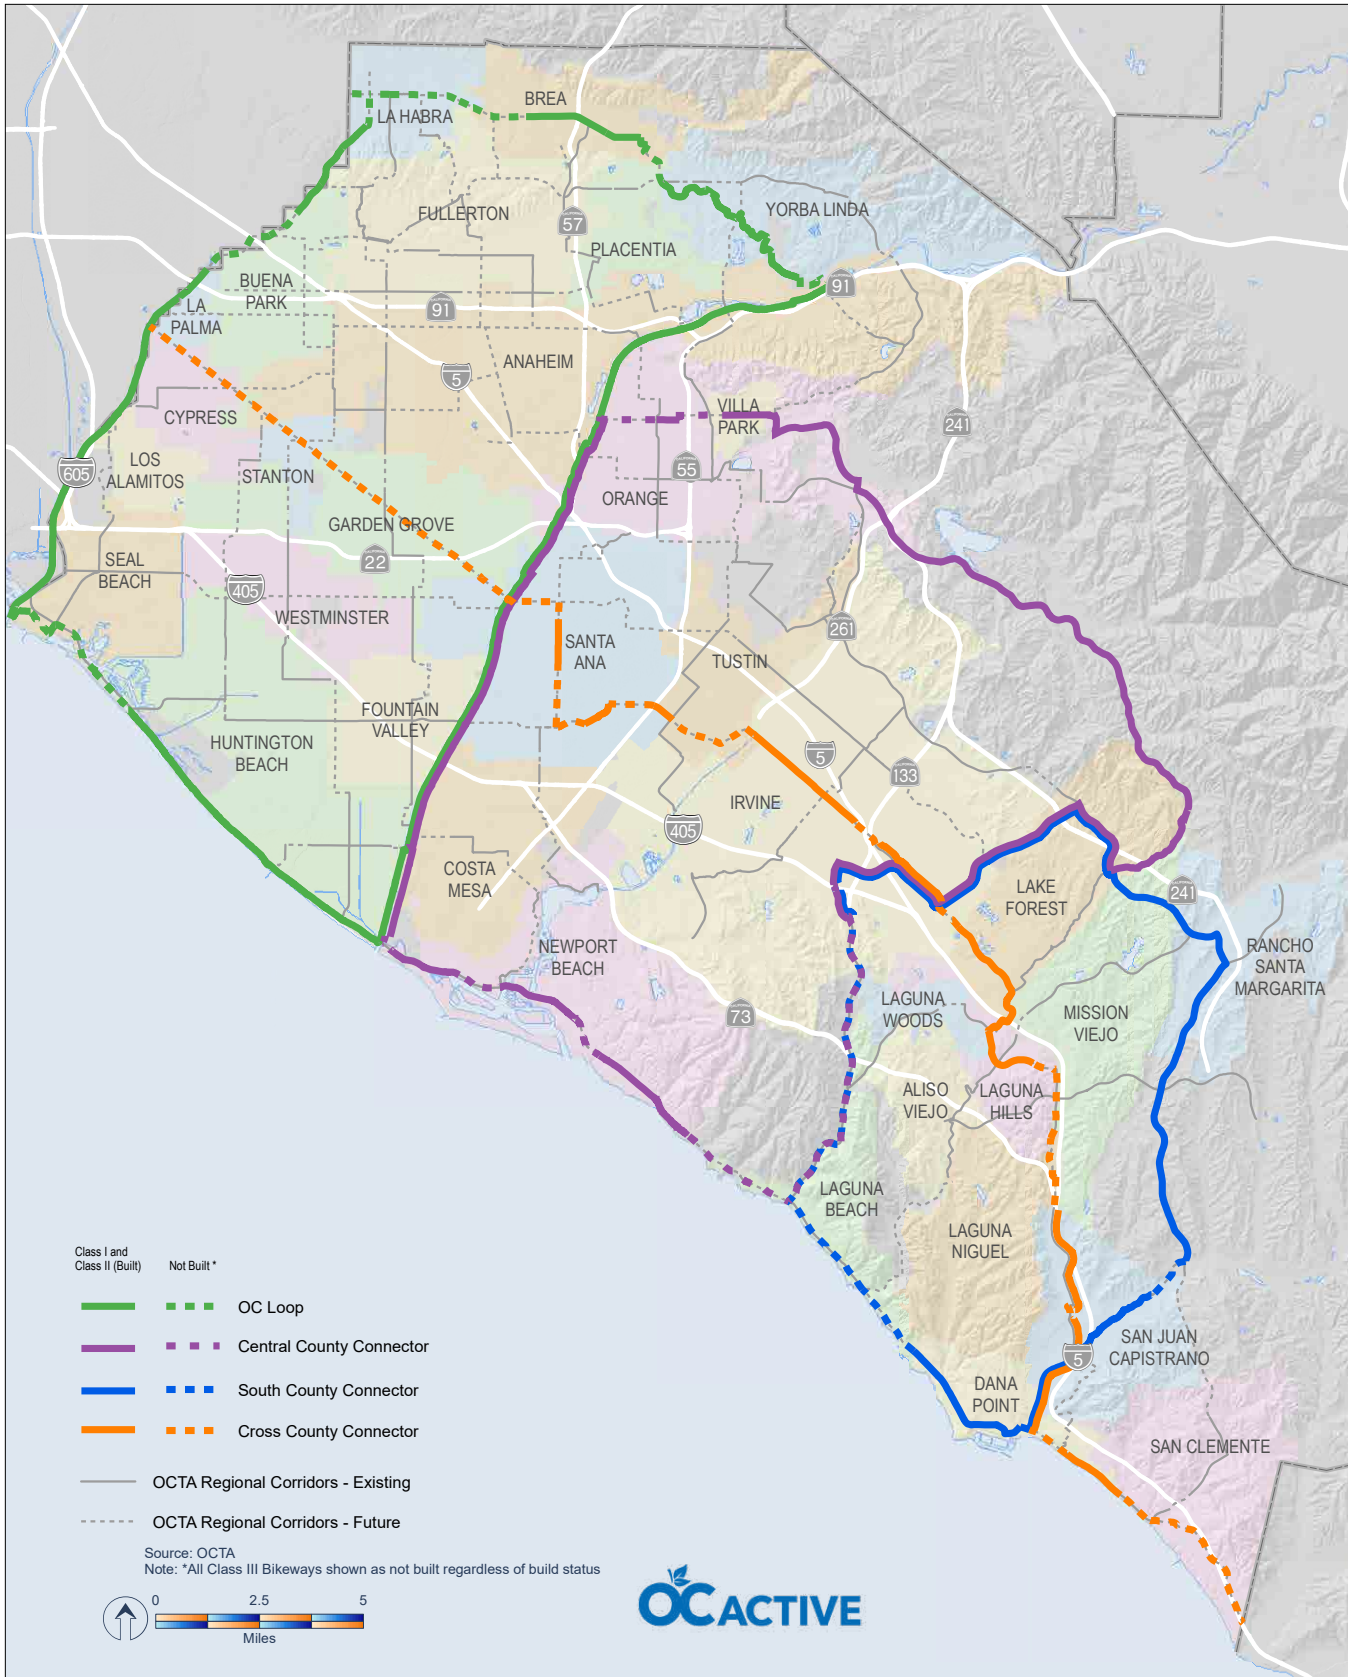 BREA
LA HABRA
YORBA LINDA
FULLERTON
57
PLACENTIA
BUENA
PARK
91
91
LA
PALMA
ANAHEIM
5
CYPRESS
VILLA
PARK
241
LOS
ALAMITOS
605
STANTON
55
ORANGE
GARDEN GROVE
22
SEAL
BEACH
405
WESTMINSTER
261
SANTA
ANA
TUSTIN
FOUNTAIN
VALLEY
HUNTINGTON
BEACH
5
133
IRVINE
405
COSTA
MESA
LAKE
FOREST
241
NEWPORT
BEACH
RANCHO
SANTA
MARGARITA
LAGUNA
WOODS
MISSION
VIEJO
73
ALISO
VIEJO
LAGUNA
HILLS
LAGUNA
BEACH
LAGUNA
NIGUEL
SAN JUAN
CAPISTRANO
5
DANA
POINT
SAN CLEMENTE
Class I and
Class II (Built)
Not Built *
OC Loop
Central County Connector
South County Connector
Cross County Connector
OCTA Regional Corridors - Existing
OCTA Regional Corridors - Future
Source: OCTA
Note: *All Class III Bikeways shown as not built regardless of build status
0 2.5 5
Miles
OC ACTIVE